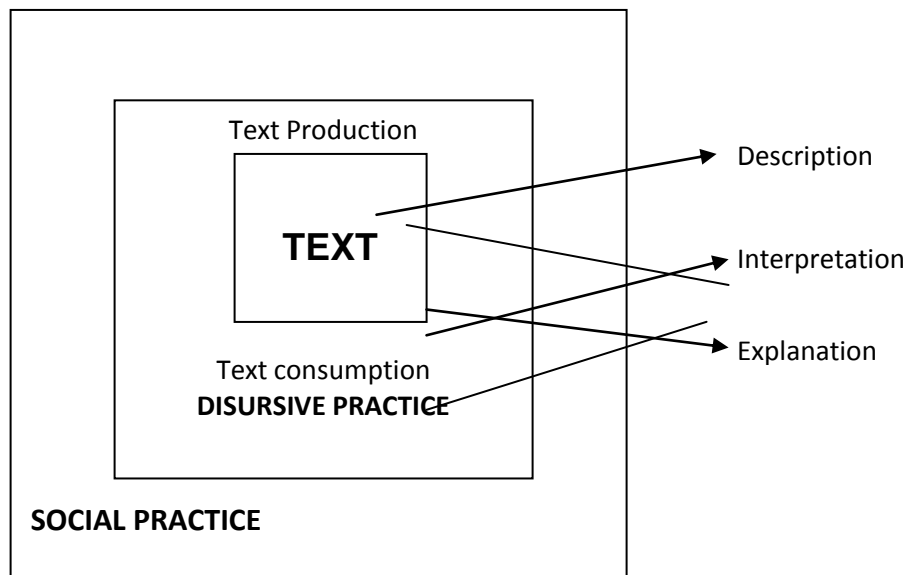 Text Production
Description
TEXT
Interpretation
Explanation
Text consumption
DISURSIVE PRACTICE
SOCIAL PRACTICE